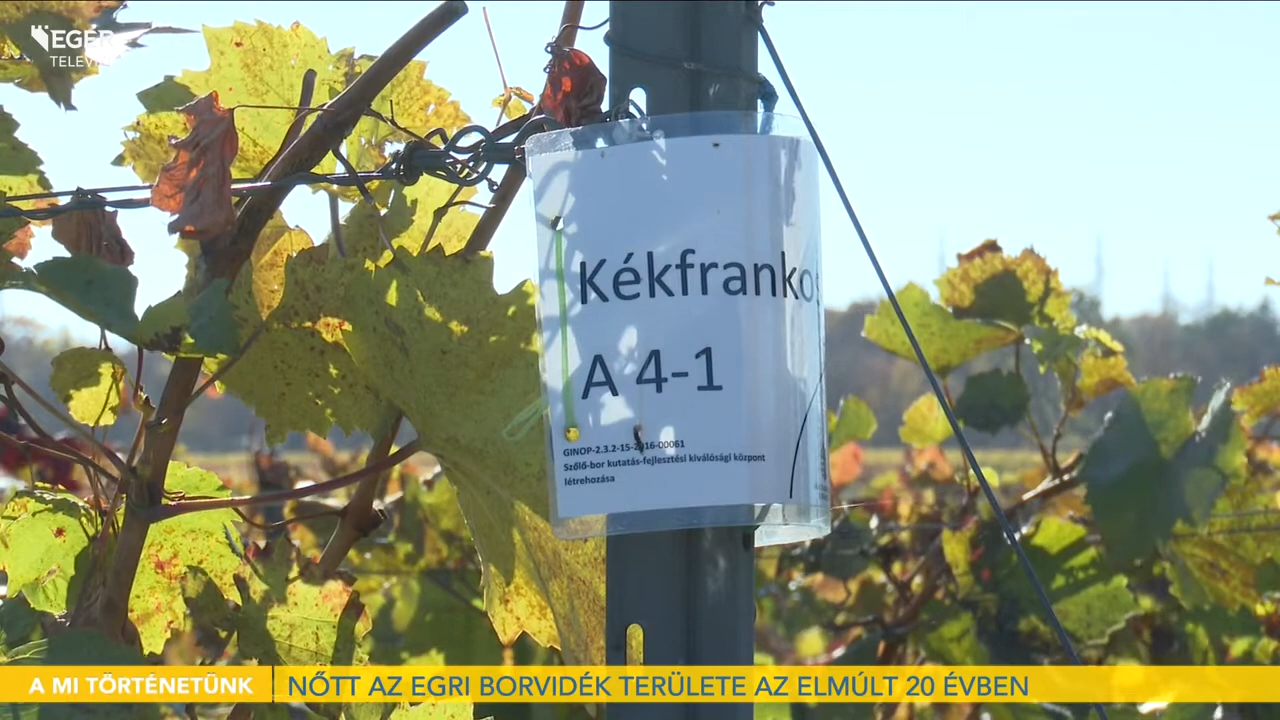 EGER
Kékfrankos
A 4-1
GINOP-2.3.2-15-2016-00061
Szőlő-bor kutatás-fejlesztési kiválósági központ
létrehozása
A MI TÖRTÉNETÜNK NŐTT AZ EGRI BORVIDÉK TERÜLETE AZ ELMÚLT 20 ÉVBEN